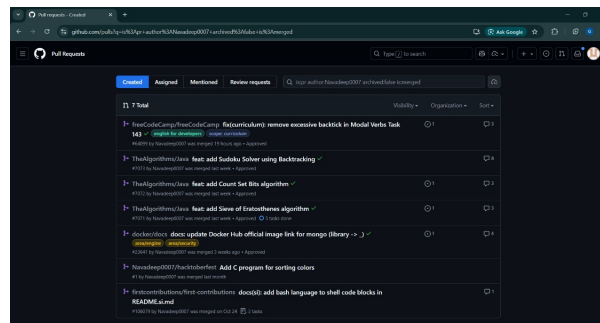 Pull requests - Created
github.com/pulls?q=is%3Apr+author%3ANavadeep0007+archived%3Afalse+is%3Amerged
Ask Google
Pull Requests
Type / to search
Created Assigned Mentioned Review requests
is:pr author:Navadeep0007 archived:false is:merged
7 Total
Visibility Organization Sort
freeCodeCamp/freeCodeCamp fix(curriculum): remove excessive backtick in Modal Verbs Task
143 english for developers scope: curriculum
1 3
#64099 by Navadeep0007 was merged 19 hours ago • Approved
TheAlgorithms/Java feat: add Sudoku Solver using Backtracking
#7073 by Navadeep0007 was merged last week • Approved
TheAlgorithms/Java feat: add Count Set Bits algorithm
1
#7072 by Navadeep0007 was merged last week • Approved
TheAlgorithms/Java feat: add Sieve of Eratosthenes algorithm
1 3
#7071 by Navadeep0007 was merged last week • Approved 5 tasks done
docker/docs docs: update Docker Hub official image link for mongo (library -> _)
1 4
area/engine area/security
#23641 by Navadeep0007 was merged 3 weeks ago • Approved
Navadeep0007/hacktoberfest Add C program for sorting colors
#1 by Navadeep0007 was merged last month
firstcontributions/first-contributions docs(si): add bash language to shell code blocks in
README.si.md
1
#106079 by Navadeep0007 was merged on Oct 24 3 tasks